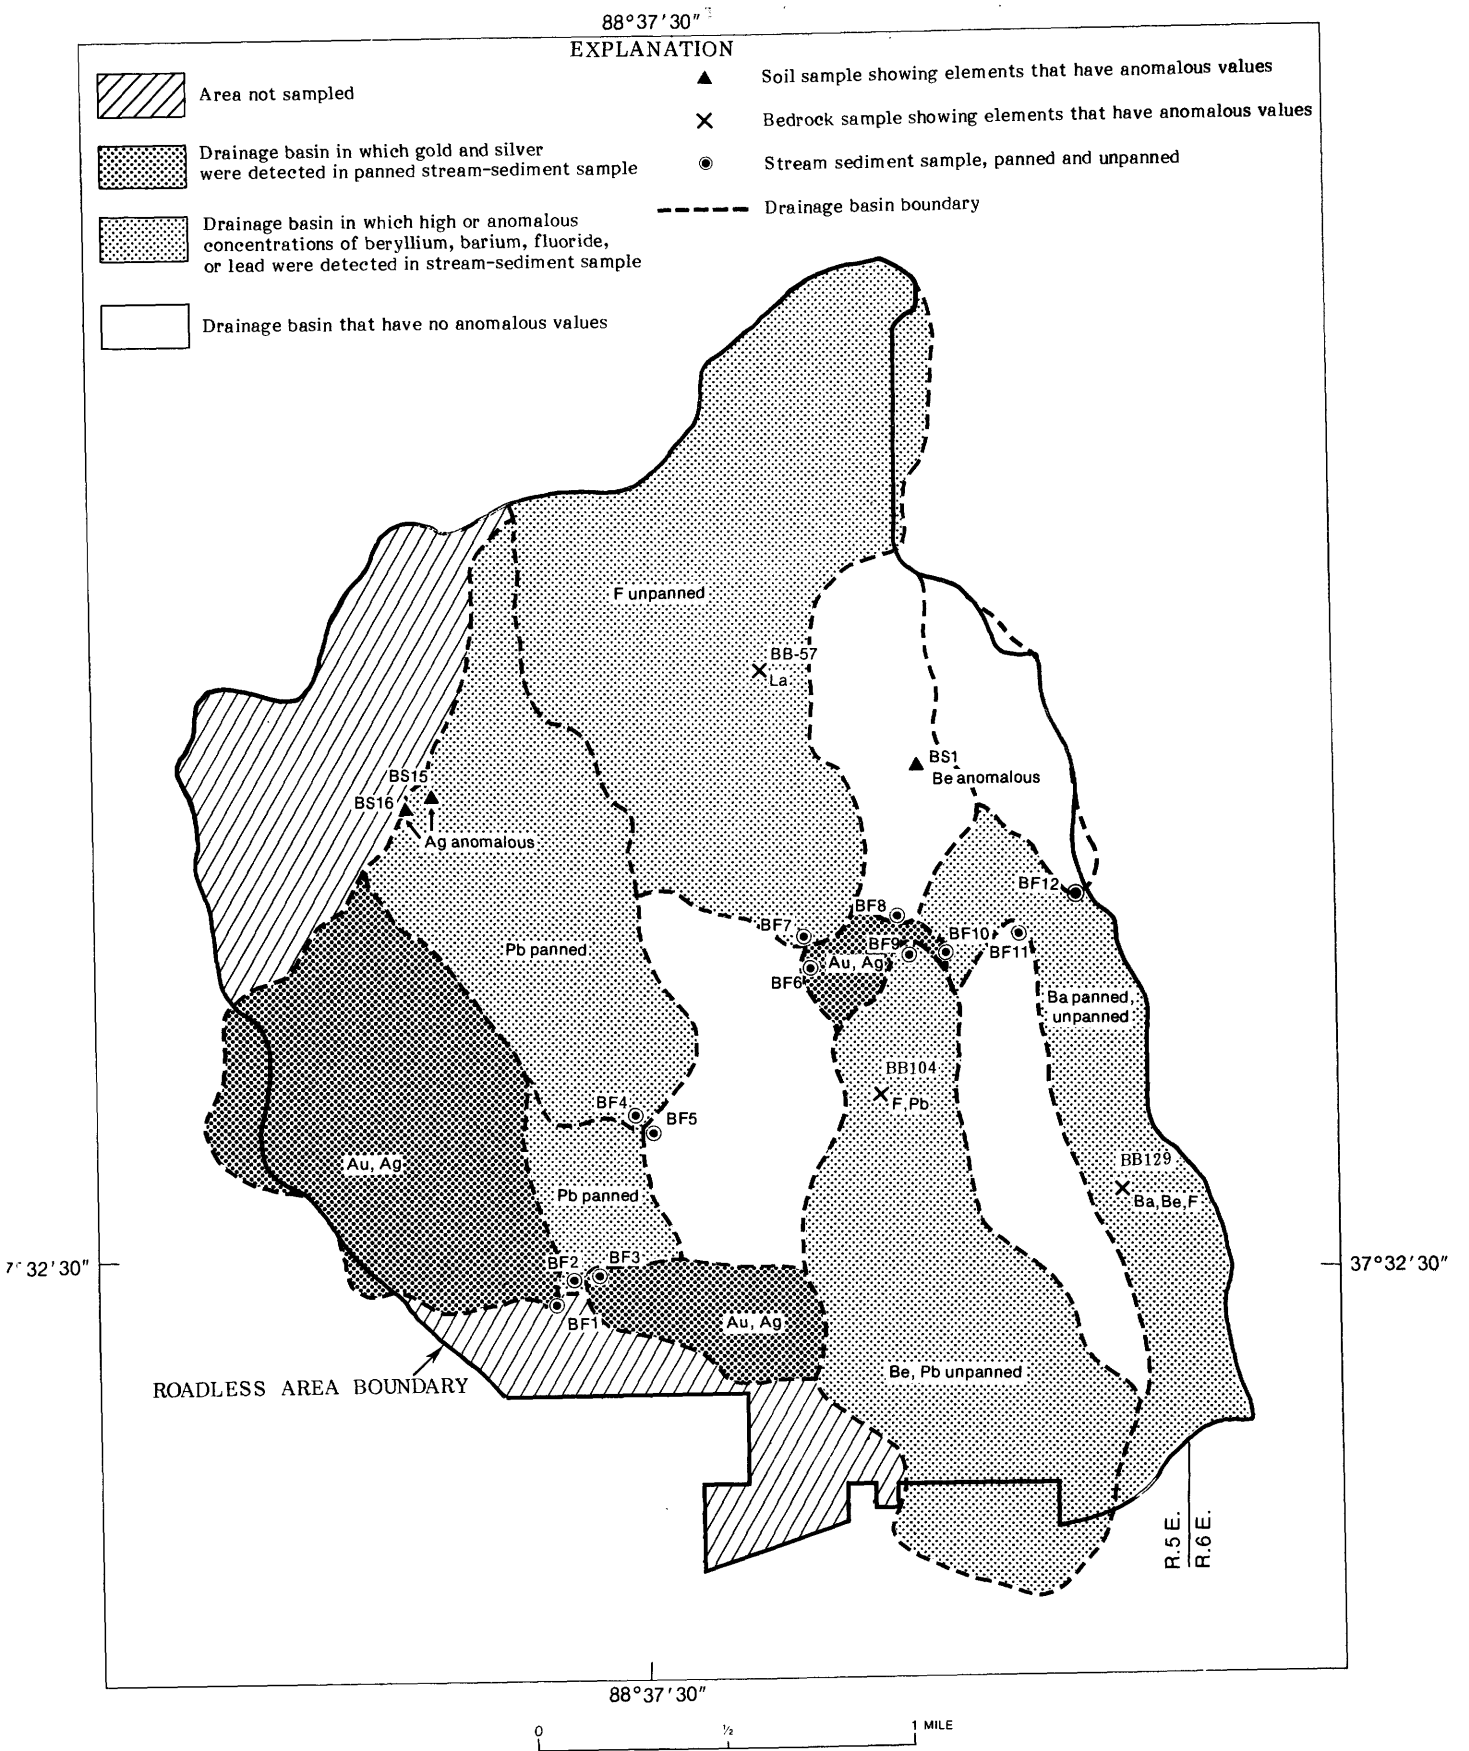 88°37'30"
EXPLANATION
Area not sampled
Drainage basin in which gold and silver
were detected in panned stream-sediment sample
Drainage basin in which high or anomalous
concentrations of beryllium, barium, fluoride,
or lead were detected in stream-sediment sample
Drainage basin that have no anomalous values
Soil sample showing elements that have anomalous values
Bedrock sample showing elements that have anomalous values
Stream sediment sample, panned and unpanned
Drainage basin boundary
F unpanned
BB-57
La
BS1
Be anomalous
BS15
BS16
Ag anomalous
BF12
BF8
BF7
BF10
BF9
BF11
Pb panned
Au, Ag
BF6
Ba panned,
unpanned
BB104
F, Pb
BF4
BF5
Au, Ag
BB129
Ba, Be, F
Pb panned
BF2
BF3
7°32'30"
37°32'30"
BF1
Au, Ag
Be, Pb unpanned
ROADLESS AREA BOUNDARY
R.5 E.
R.6 E.
88°37'30"
0
½
1 MILE